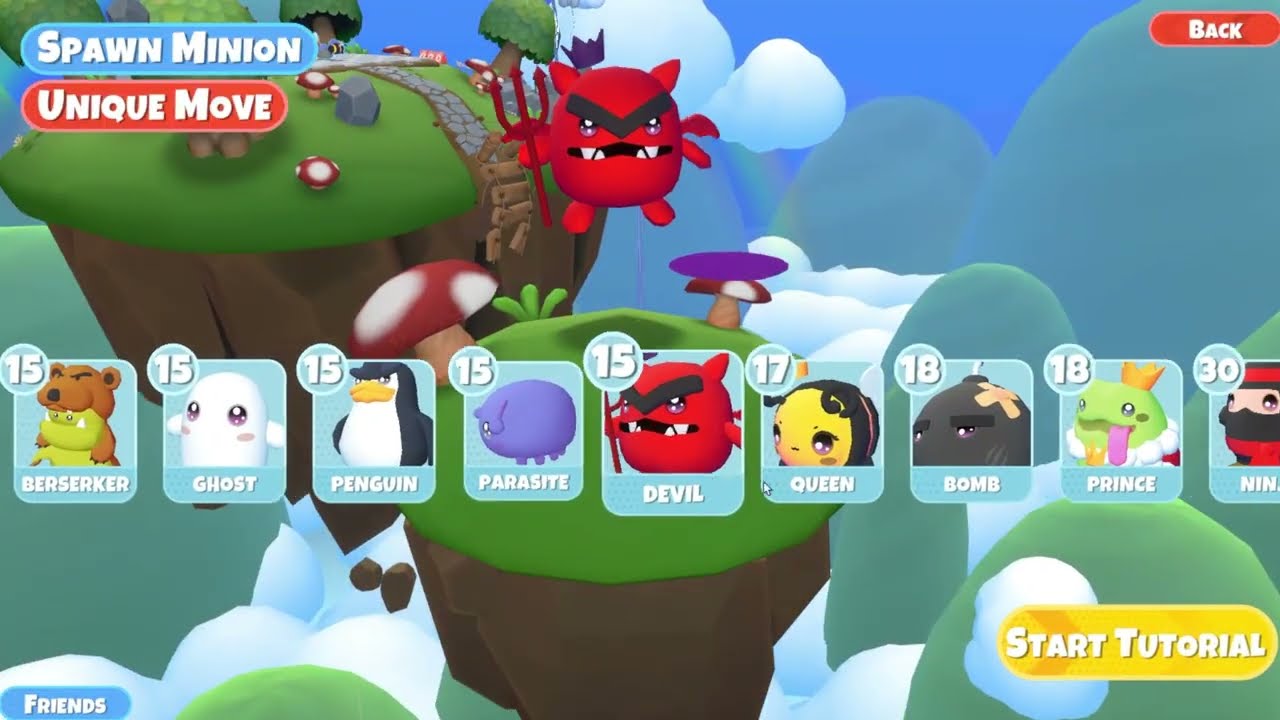 SPAWN MINION
BACK
UNIQUE MOVE
15
15
15
15
15
17
18
18
30
BERSERKER
GHOST
PENGUIN
PARASITE
DEVIL
QUEEN
BOMB
PRINCE
NIN
START TUTORIAL
FRIENDS